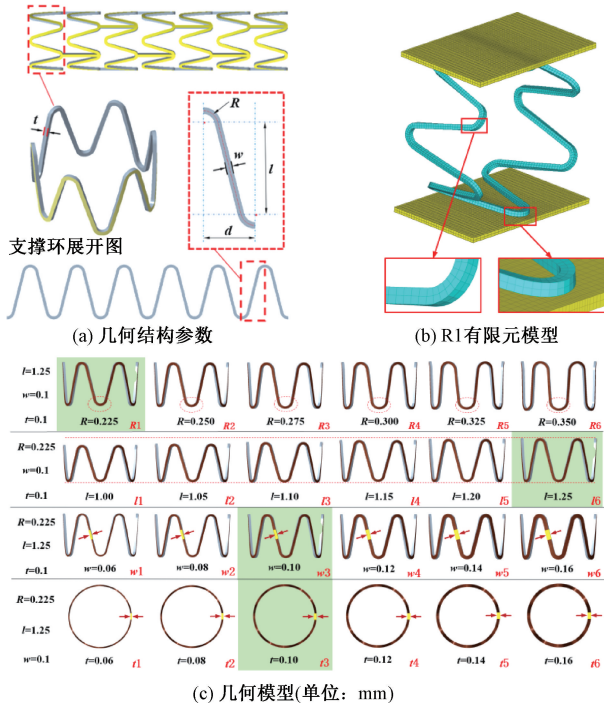 t
R
w
l
d
支撑环展开图
(a) 几何结构参数
(b) R1有限元模型
l=1.25
w=0.1
t=0.1
R=0.225 R1
R=0.250 R2
R=0.275 R3
R=0.300 R4
R=0.325 R5
R=0.350 R6
R=0.225
w=0.1
t=0.1
l=1.00 l1
l=1.05 l2
l=1.10 l3
l=1.15 l4
l=1.20 l5
l=1.25 l6
R=0.225
l=1.25
t=0.1
w=0.06 w1
w=0.08 w2
w=0.10 w3
w=0.12 w4
w=0.14 w5
w=0.16 w6
R=0.225
l=1.25
w=0.1
t=0.06 t1
t=0.08 t2
t=0.10 t3
t=0.12 t4
t=0.14 t5
t=0.16 t6
(c) 几何模型(单位：mm)